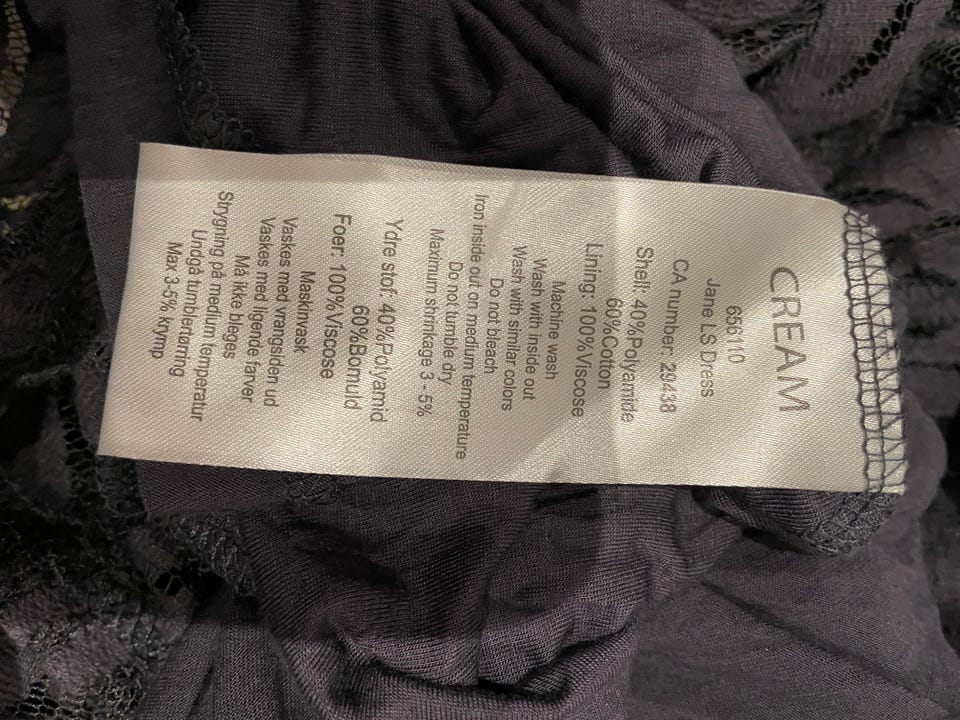 CREAM
656110
Jane LS Dress
CA number: 29438
Shell: 40%Polyamide
60%Cotton
Lining: 100%Viscose
Machine wash
Wash with inside out
Wash with similar colors
Do not bleach
Iron inside out on medium temperature
Do not tumble dry
Maximum shrinkage 3 - 5%
Ydre stof: 40%Polyamid
60%Bomuld
Foer: 100%Viscose
Maskinvask
Vaskes med vrangsiden ud
Vaskes med ligende farver
Må ikke bleges
Strygning på medium temperatur
Undgå tumblertørring
Max 3-5% krymp